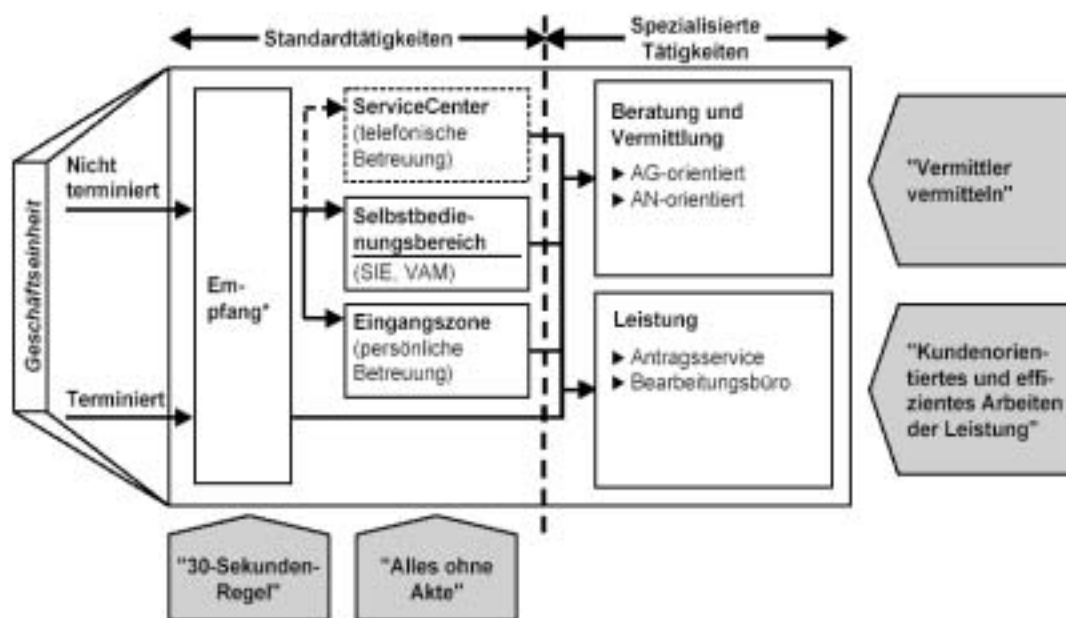 Standardtätigkeiten
Spezialisierte
Tätigkeiten
Geschäftseinheit
Nicht
terminiert
Terminiert
Em-
pfang*
ServiceCenter
(telefonische
Betreuung)
Selbstbedie-
nungsbereich
(SIE, VAM)
Eingangszone
(persönliche
Betreuung)
Beratung und
Vermittlung
► AG-orientiert
► AN-orientiert
Leistung
► Antragsservice
► Bearbeitungsbüro
"Vermittler
vermitteln"
"Kundenorien-
tiertes und effi-
zientes Arbeiten
der Leistung"
"30-Sekunden-
Regel"
"Alles ohne
Akte"